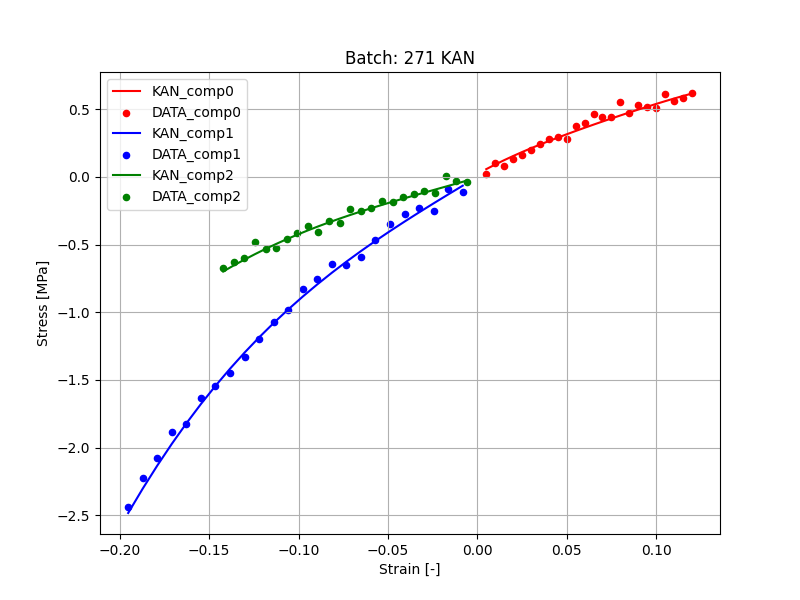 Batch: 271 KAN
KAN_comp0
DATA_comp0
KAN_comp1
DATA_comp1
KAN_comp2
DATA_comp2
0.5
0.0
−0.5
−1.0
−1.5
−2.0
−2.5
Stress [MPa]
−0.20 −0.15 −0.10 −0.05 0.00 0.05 0.10
Strain [-]